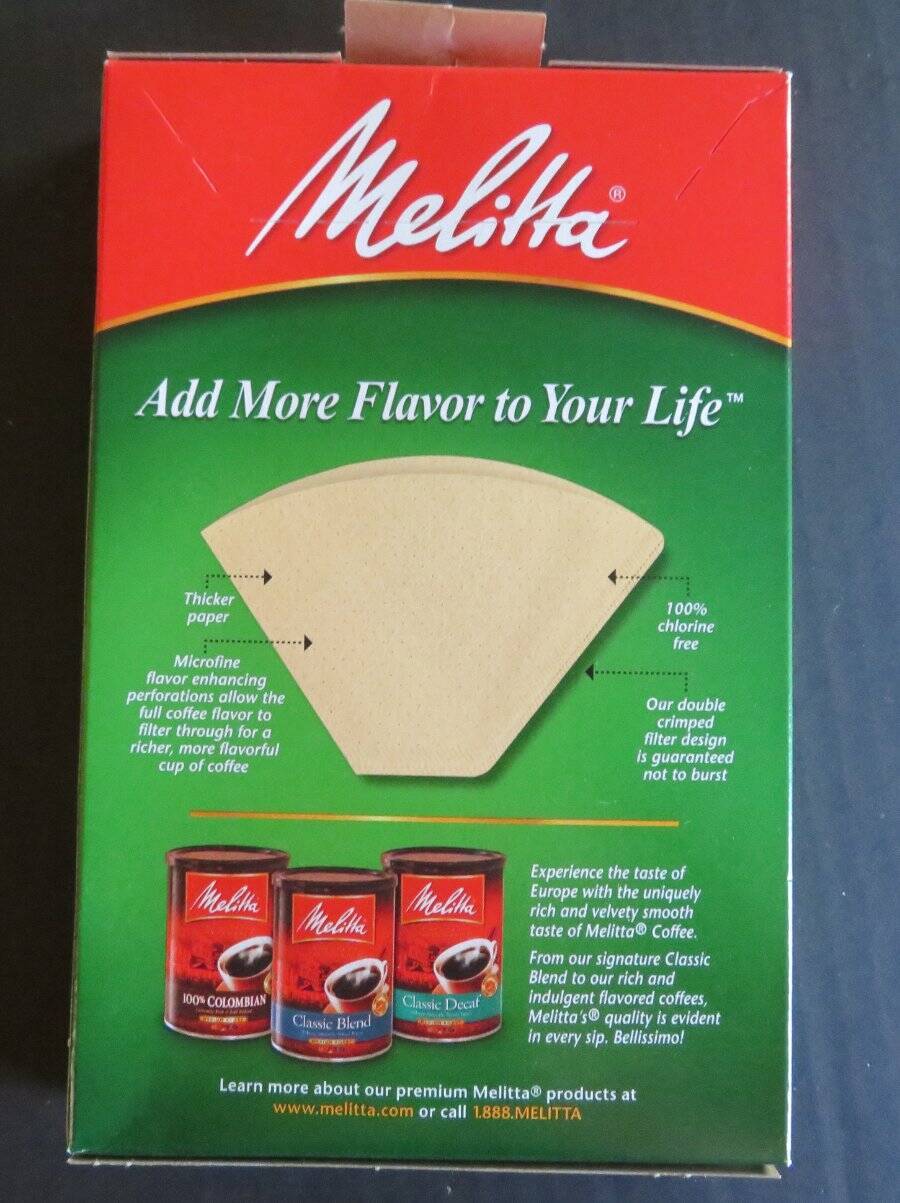 Melitta®
Add More Flavor to Your Life™
Thicker
paper
Microfine
flavor enhancing
perforations allow the
full coffee flavor to
filter through for a
richer, more flavorful
cup of coffee
100%
chlorine
free
Our double
crimped
filter design
is guaranteed
not to burst
Melitta
100% COLOMBIAN
Melitta
Classic Blend
Melitta
Classic Decaf
Experience the taste of
Europe with the uniquely
rich and velvety smooth
taste of Melitta® Coffee.
From our signature Classic
Blend to our rich and
indulgent flavored coffees,
Melitta's® quality is evident
in every sip. Bellissimo!
Learn more about our premium Melitta® products at
www.melitta.com or call 1.888.MELITTA